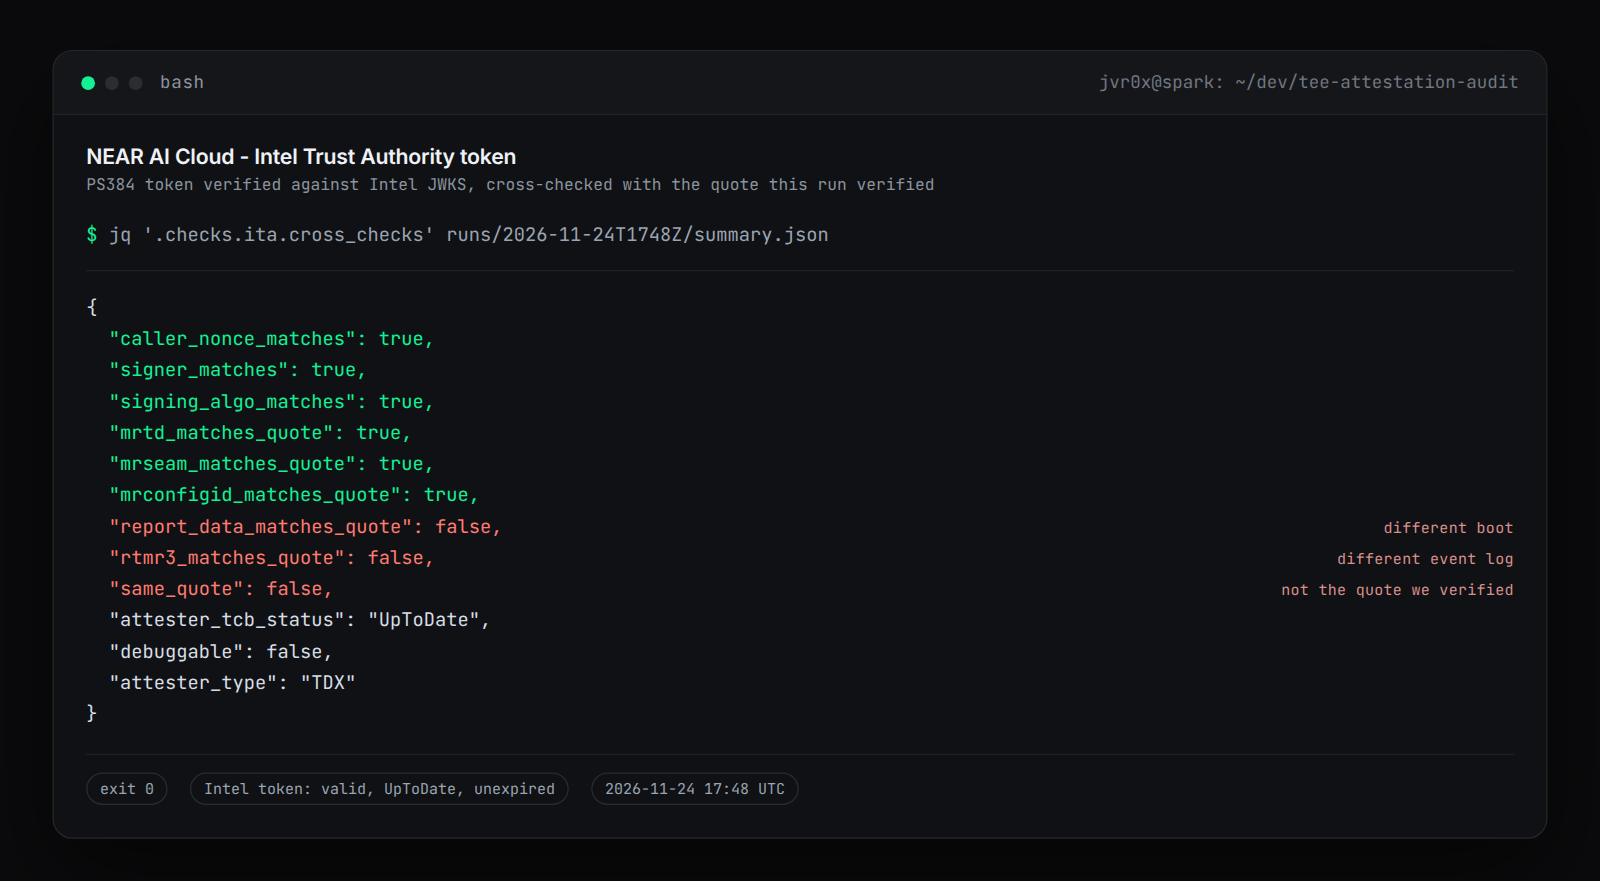 bash
jvr0x@spark: ~/dev/tee-attestation-audit
NEAR AI Cloud - Intel Trust Authority token
PS384 token verified against Intel JWKS, cross-checked with the quote this run verified
$ jq '.checks.ita.cross_checks' runs/2026-11-24T1748Z/summary.json
{
"caller_nonce_matches": true,
"signer_matches": true,
"signing_algo_matches": true,
"mrtd_matches_quote": true,
"mrseam_matches_quote": true,
"mrconfigid_matches_quote": true,
"report_data_matches_quote": false, different boot
"rtmr3_matches_quote": false, different event log
"same_quote": false, not the quote we verified
"attester_tcb_status": "UpToDate",
"debuggable": false,
"attester_type": "TDX"
}
exit 0 Intel token: valid, UpToDate, unexpired 2026-11-24 17:48 UTC